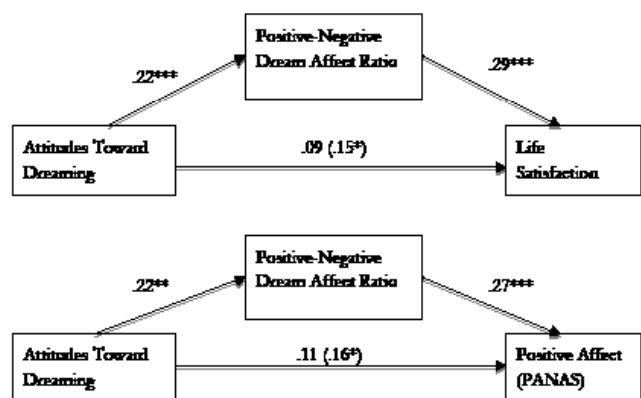 Positive-Negative
Dream Affect Ratio
.22***
.29***
Attitudes Toward
Dreaming
.09 (.15*)
Life
Satisfaction
Positive-Negative
Dream Affect Ratio
.22**
.27***
Attitudes Toward
Dreaming
.11 (.16*)
Positive Affect
(PANAS)